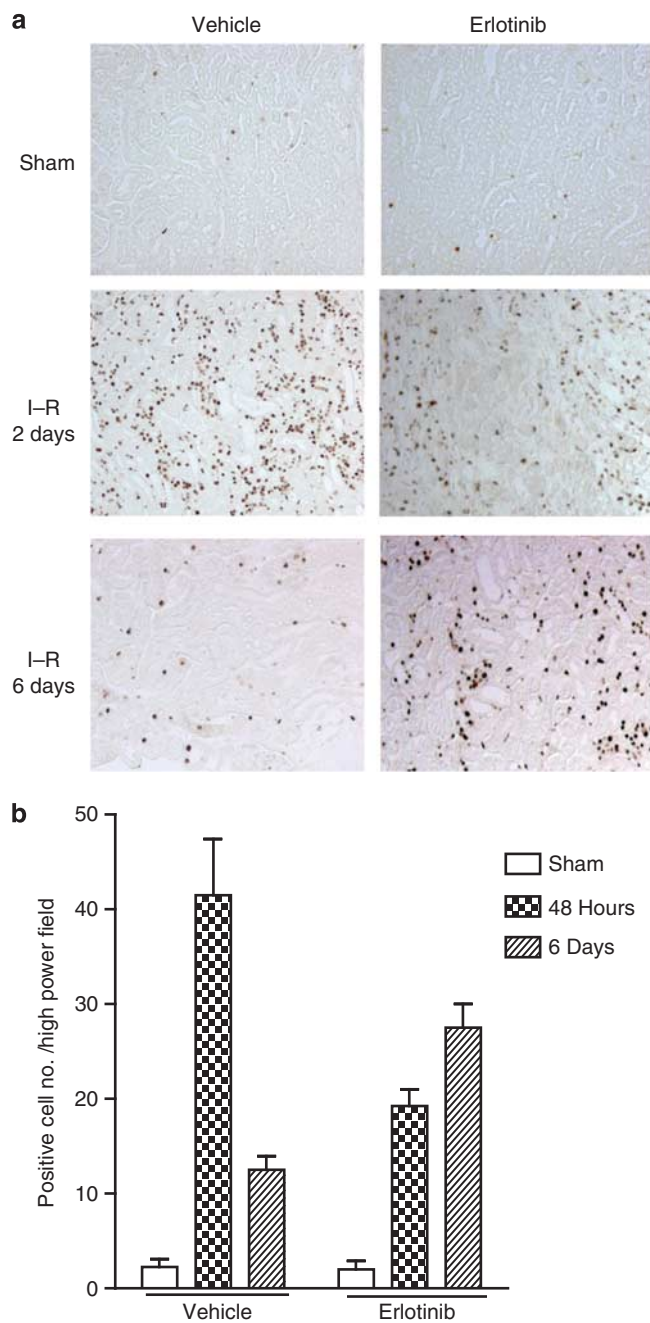 a
Vehicle
Erlotinib
Sham
I–R
2 days
I–R
6 days
b
Positive cell no. /high power field
50
40
30
20
10
0
Sham
48 Hours
6 Days
Vehicle
Erlotinib